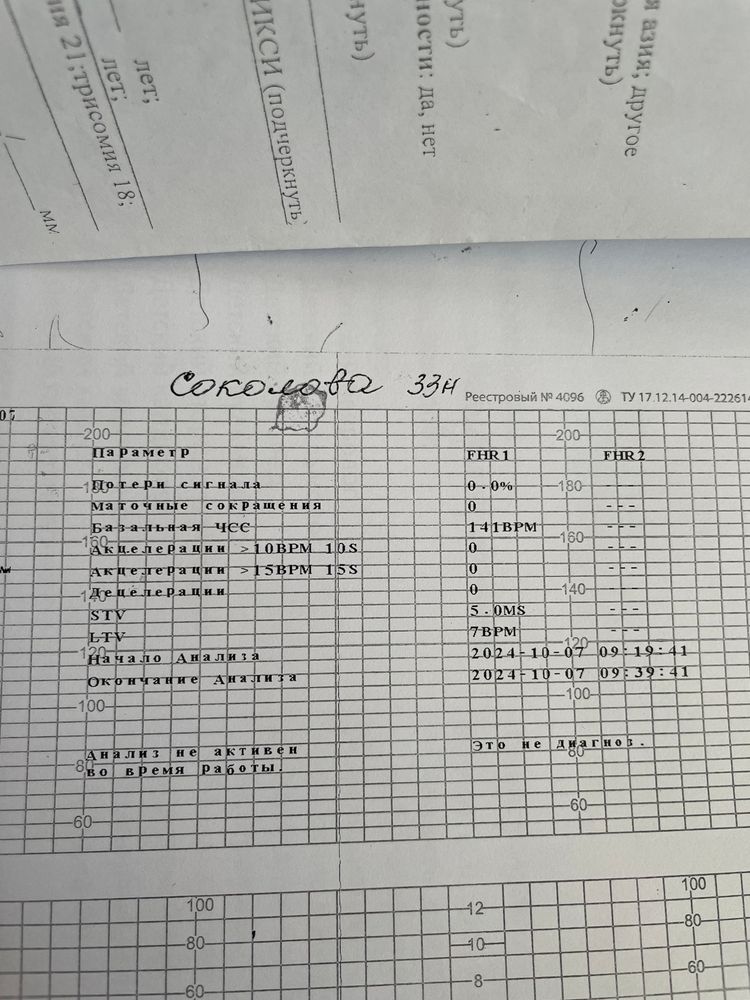 я азия; другое
ркнуть)
уть)
ности: да, нет
нуть)
ИКСИ (подчеркнуть,
лет;
лет;
ия 21;трисомия 18;
мм
Соколова 33н
Реестровый № 4096 ТУ 17.12.14-004-222614
200 200
Параметр FHR1 FHR2
Потери сигнала 0.0% 180 ---
Маточные сокращения 0 ---
Базальная ЧСС 141BPM ---
160 160
Акцелерации >10BPM 10S 0 ---
Акцелерации >15BPM 15S 0 ---
Децелерации 0 140 ---
STV 5.0MS ---
LTV 7BPM ---
120 120
Начало Анализа 2024-10-07 09:19:41
Окончание Анализа 2024-10-07 09:39:41
100 100
Анализ не активен Это не диагноз.
80 80
во время работы.
60 60
100 12 100
80 10 80
60 8 60